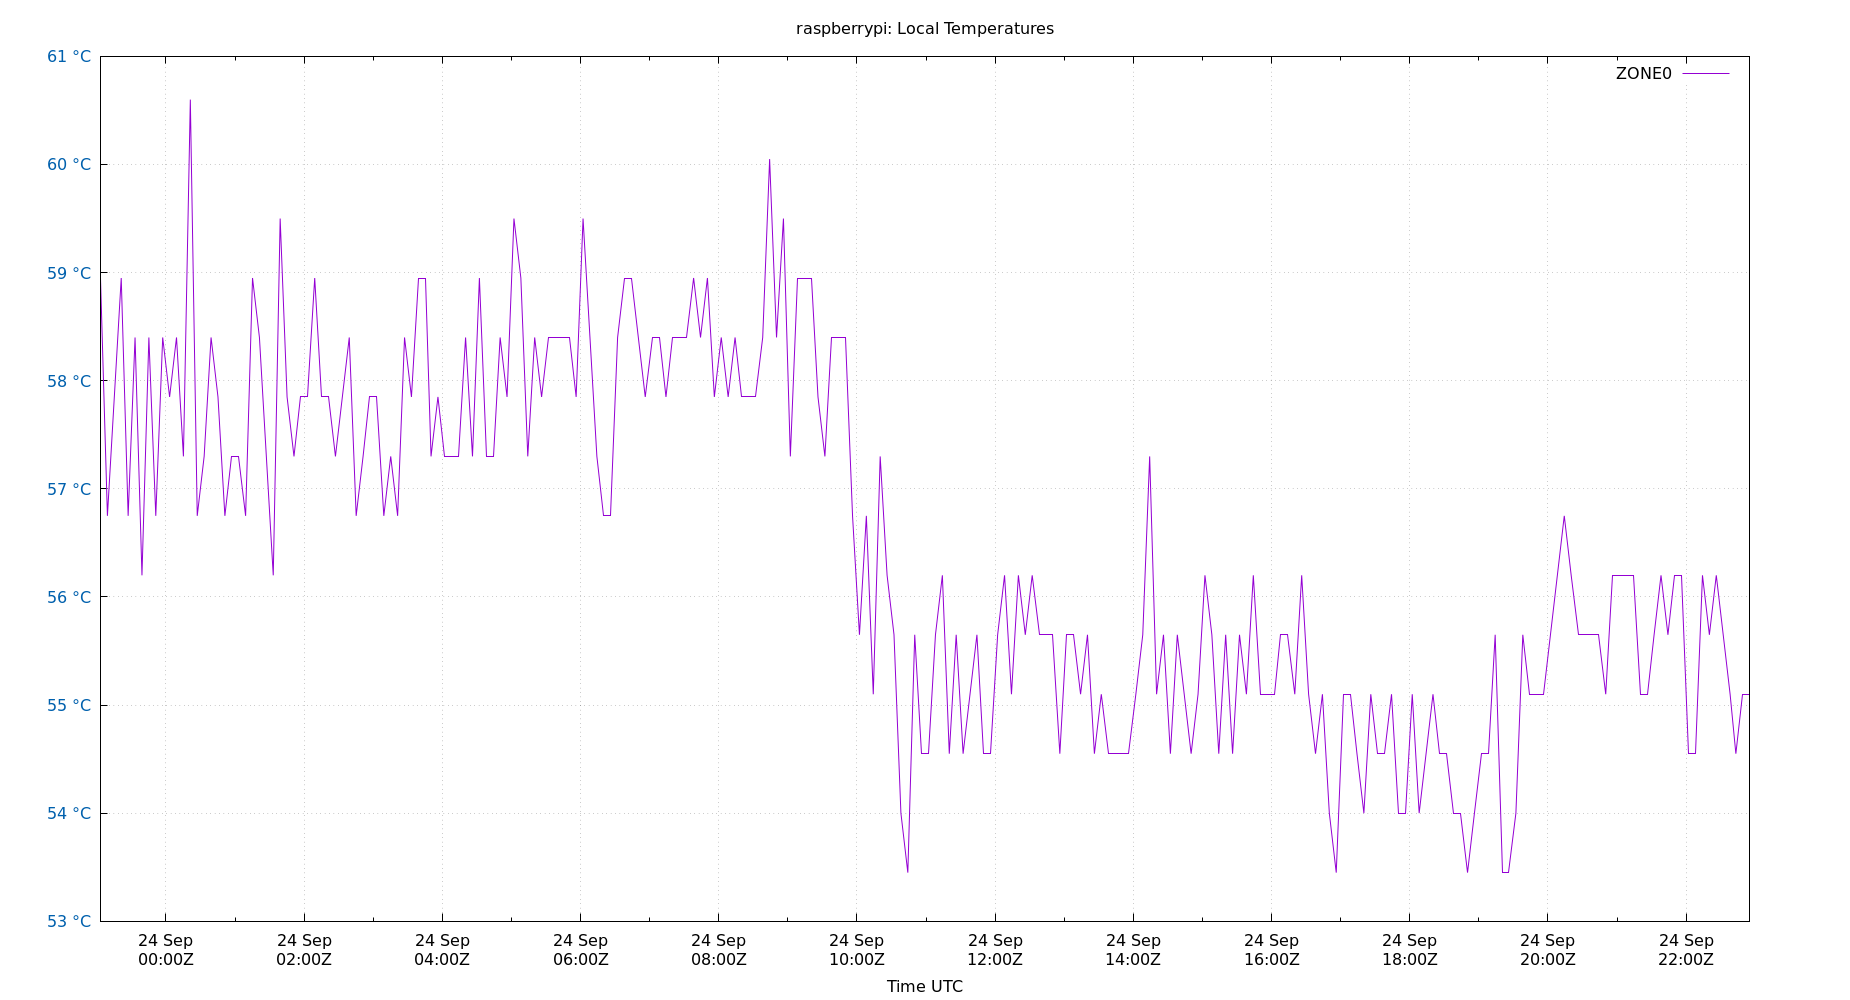 raspberrypi: Local Temperatures
ZONE0
61 °C
60 °C
59 °C
58 °C
57 °C
56 °C
55 °C
54 °C
53 °C
24 Sep 24 Sep 24 Sep 24 Sep 24 Sep 24 Sep 24 Sep 24 Sep 24 Sep 24 Sep 24 Sep 24 Sep
00:00Z 02:00Z 04:00Z 06:00Z 08:00Z 10:00Z 12:00Z 14:00Z 16:00Z 18:00Z 20:00Z 22:00Z
Time UTC